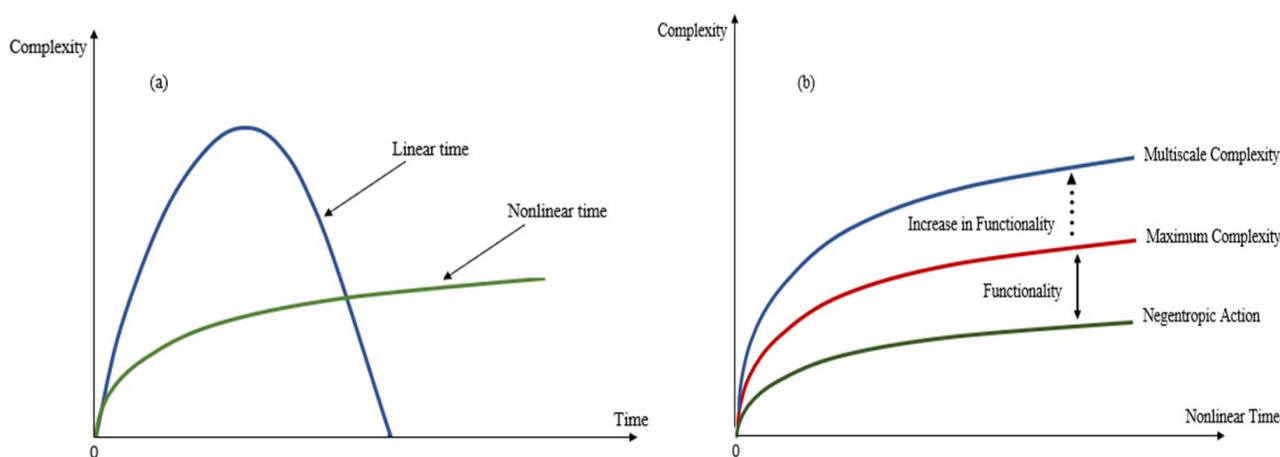 Complexity
(a)
Linear time
Nonlinear time
Time
0
Complexity
(b)
Multiscale Complexity
Increase in Functionality
Maximum Complexity
Functionality
Negentropic Action
Nonlinear Time
0